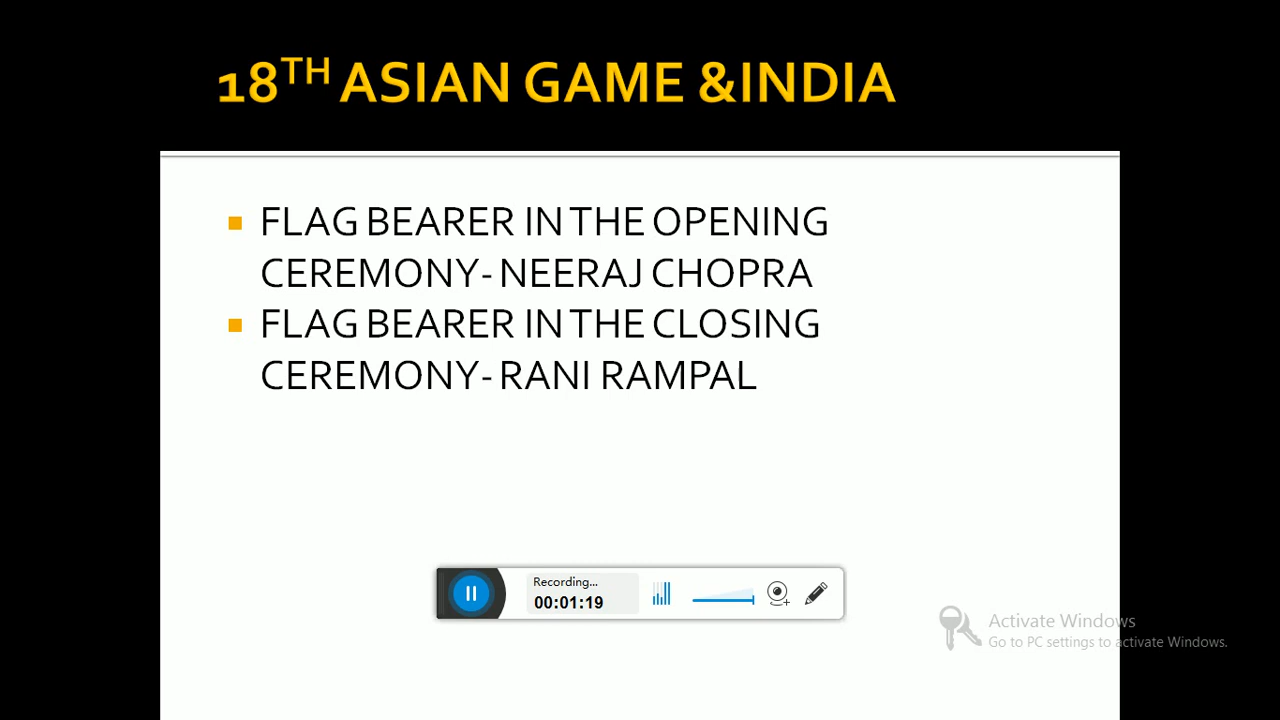 18TH ASIAN GAME &INDIA
FLAG BEARER IN THE OPENING
CEREMONY- NEERAJ CHOPRA
FLAG BEARER IN THE CLOSING
CEREMONY- RANI RAMPAL
Recording...
00:01:19
Activate Windows
Go to PC settings to activate Windows.